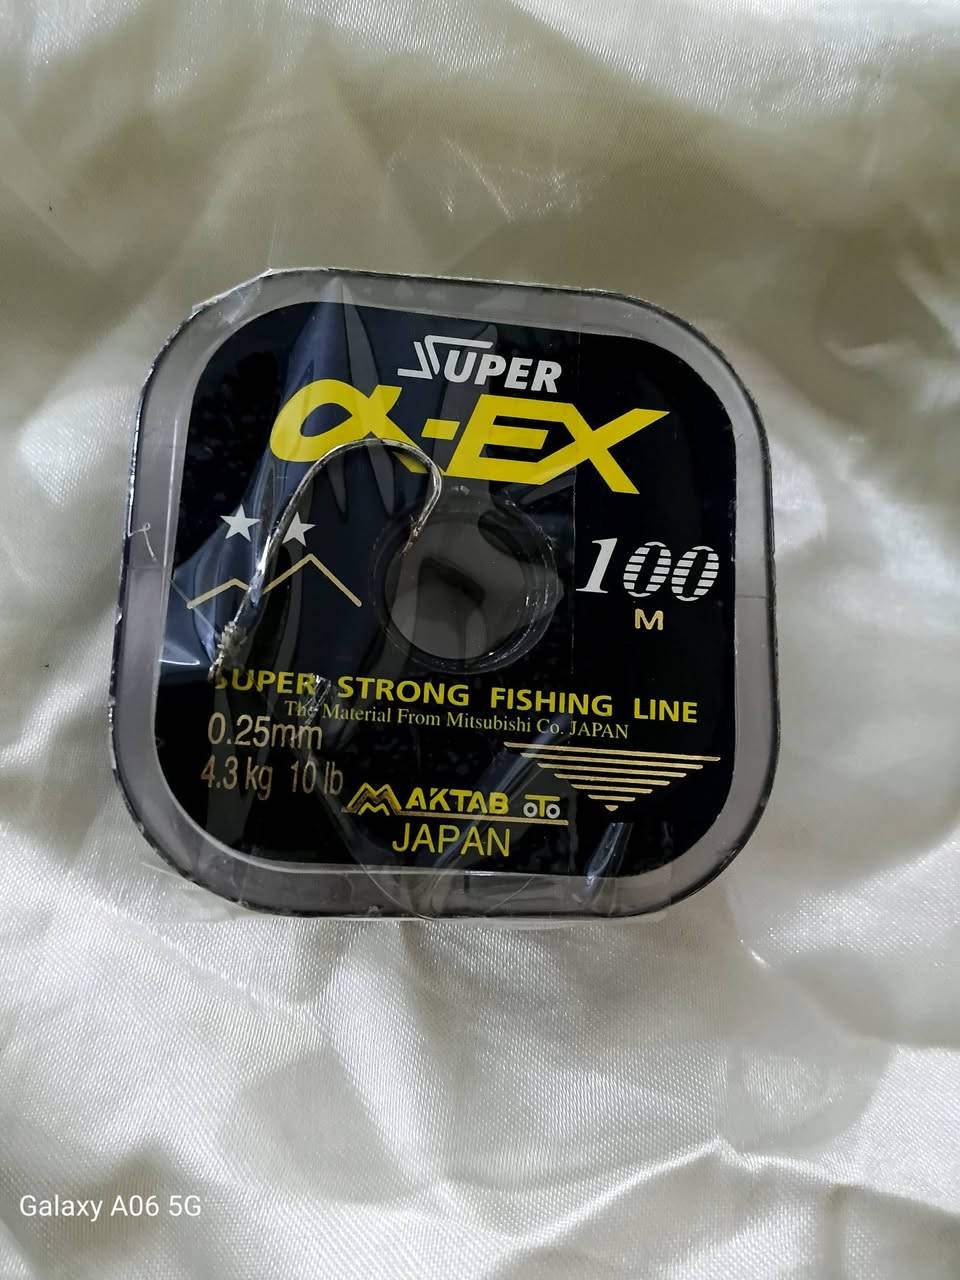 SUPER
α-EX
100
M
SUPER STRONG FISHING LINE
The Material From Mitsubishi Co. JAPAN
0.25mm
4.3 kg 10 lb
MAKTAB OTO
JAPAN
Galaxy A06 5G